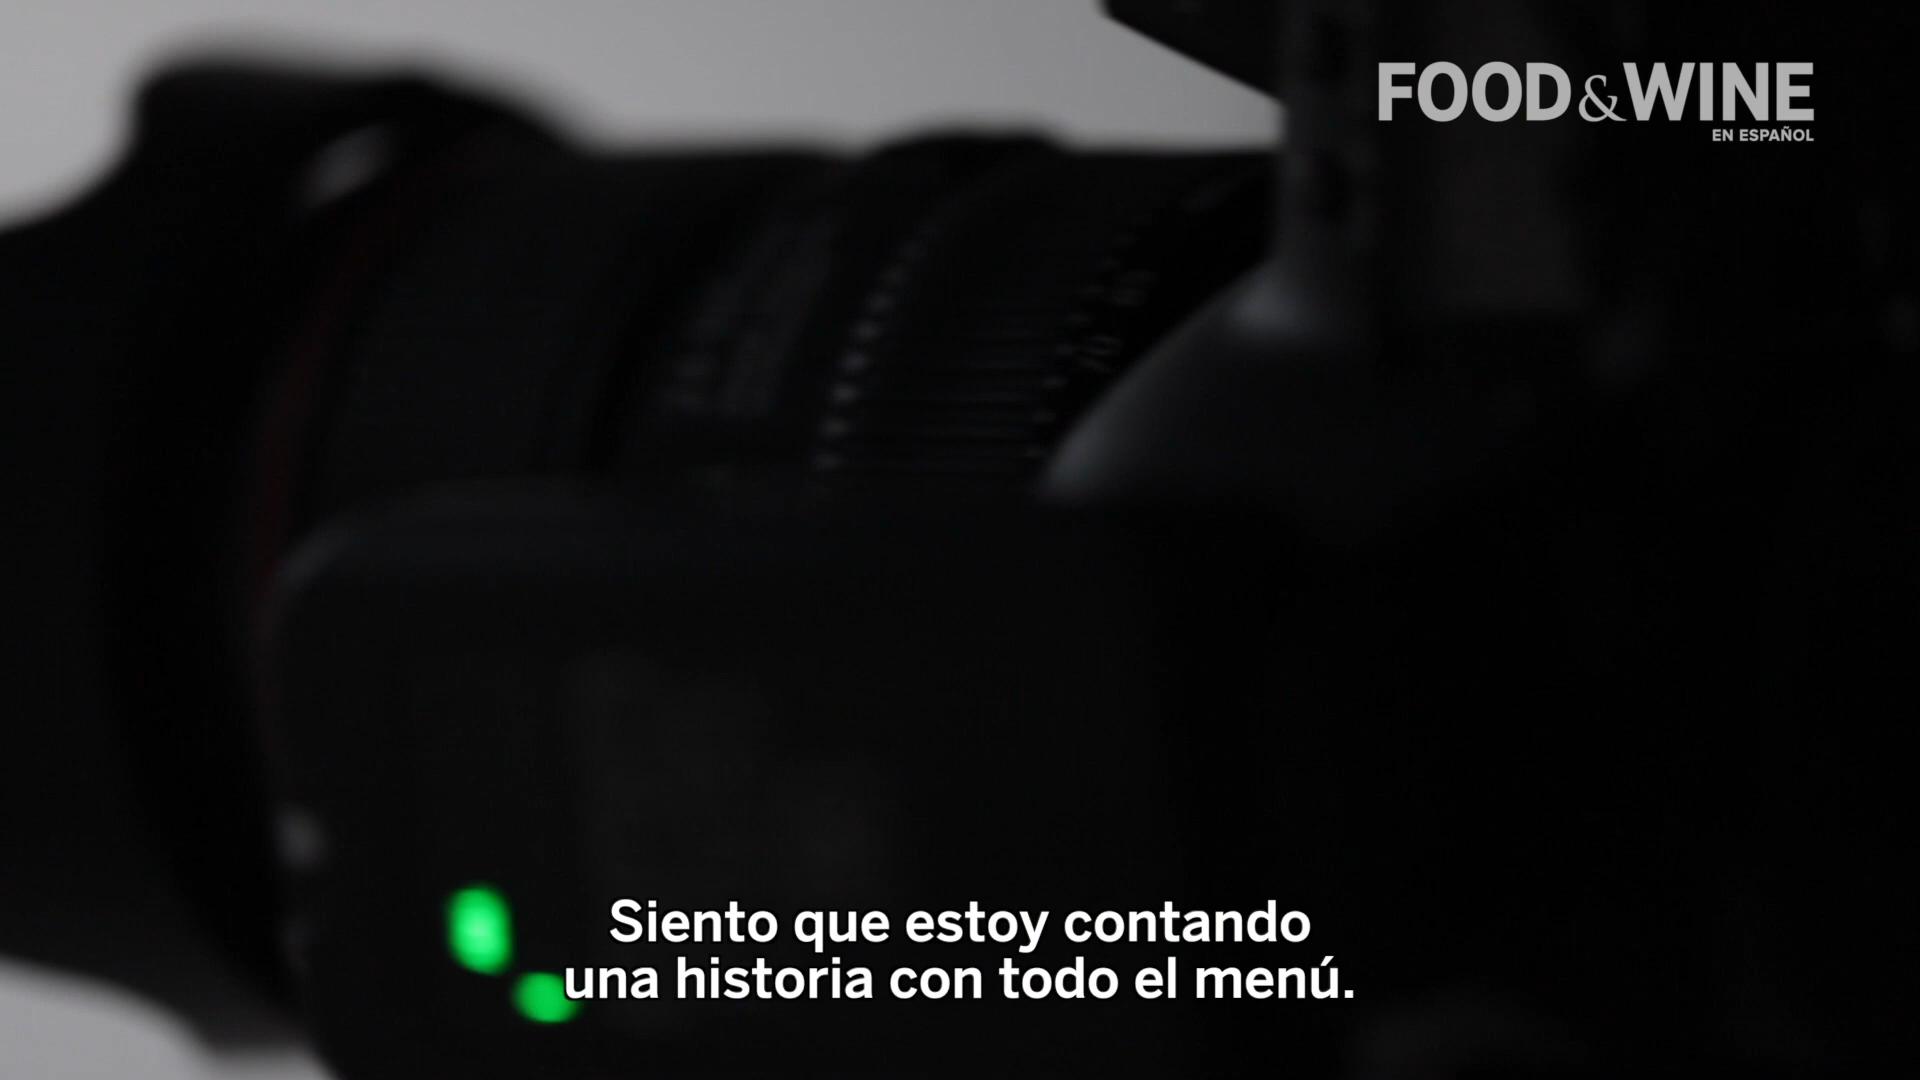 FOOD&WINE
EN ESPAÑOL
Siento que estoy contando
una historia con todo el menú.